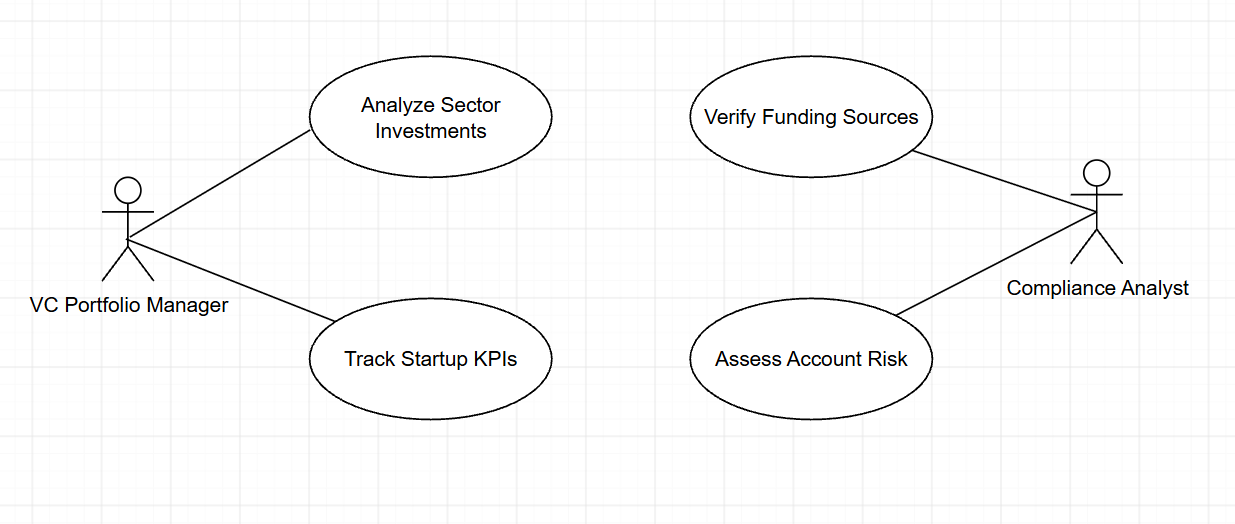 Analyze Sector
Investments
Verify Funding Sources
VC Portfolio Manager
Compliance Analyst
Track Startup KPIs
Assess Account Risk